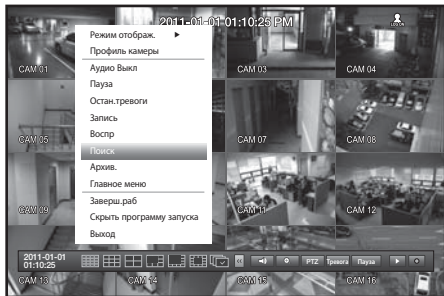 2011-01-01 01:10:25 PM
LOG ON
Режим отображ.
Профиль камеры
Аудио Выкл
Пауза
Остан.тревоги
Запись
Воспр
Поиск
Архив.
Главное меню
Заверш.раб
Скрыть программу запуска
Выход
CAM 01
CAM 03
CAM 04
CAM 05
CAM 07
CAM 08
CAM 09
CAM 11
CAM 12
2011-01-01
01:10:25
PTZ Тревога Пауза
CAM 13
CAM 14
CAM 15
CAM 16